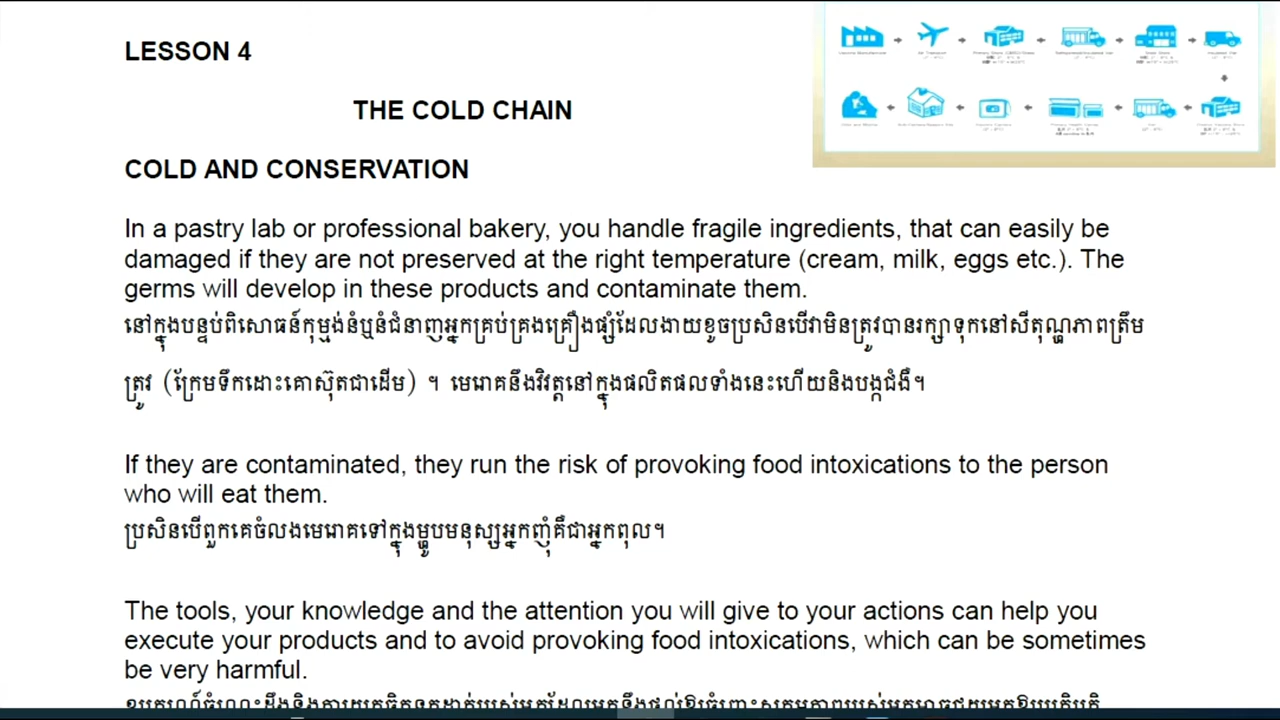 LESSON 4
THE COLD CHAIN
COLD AND CONSERVATION
In a pastry lab or professional bakery, you handle fragile ingredients, that can easily be
damaged if they are not preserved at the right temperature (cream, milk, eggs etc.). The
germs will develop in these products and contaminate them.
នៅក្នុងបន្ទប់ពិសោធន៍កុម្មង់នំឬនំជំនាញអ្នកគ្រប់គ្រងគ្រឿងផ្សំដែលងាយខូចប្រសិនបើវាមិនត្រូវបានរក្សាទុកនៅសីតុណ្ហភាពត្រឹម
ត្រូវ (ក្រែមទឹកដោះគោស៊ុតជាដើម) ។ មេរោគនឹងវិវត្តនៅក្នុងផលិតផលទាំងនេះហើយនិងបង្កជំងឺ។
If they are contaminated, they run the risk of provoking food intoxications to the person
who will eat them.
ប្រសិនបើពួកគេចំលងមេរោគទៅក្នុងម្ហូបមនុស្សអ្នកញ៉ាំគឺជាអ្នកពុល។
The tools, your knowledge and the attention you will give to your actions can help you
execute your products and to avoid provoking food intoxications, which can be sometimes
be very harmful.